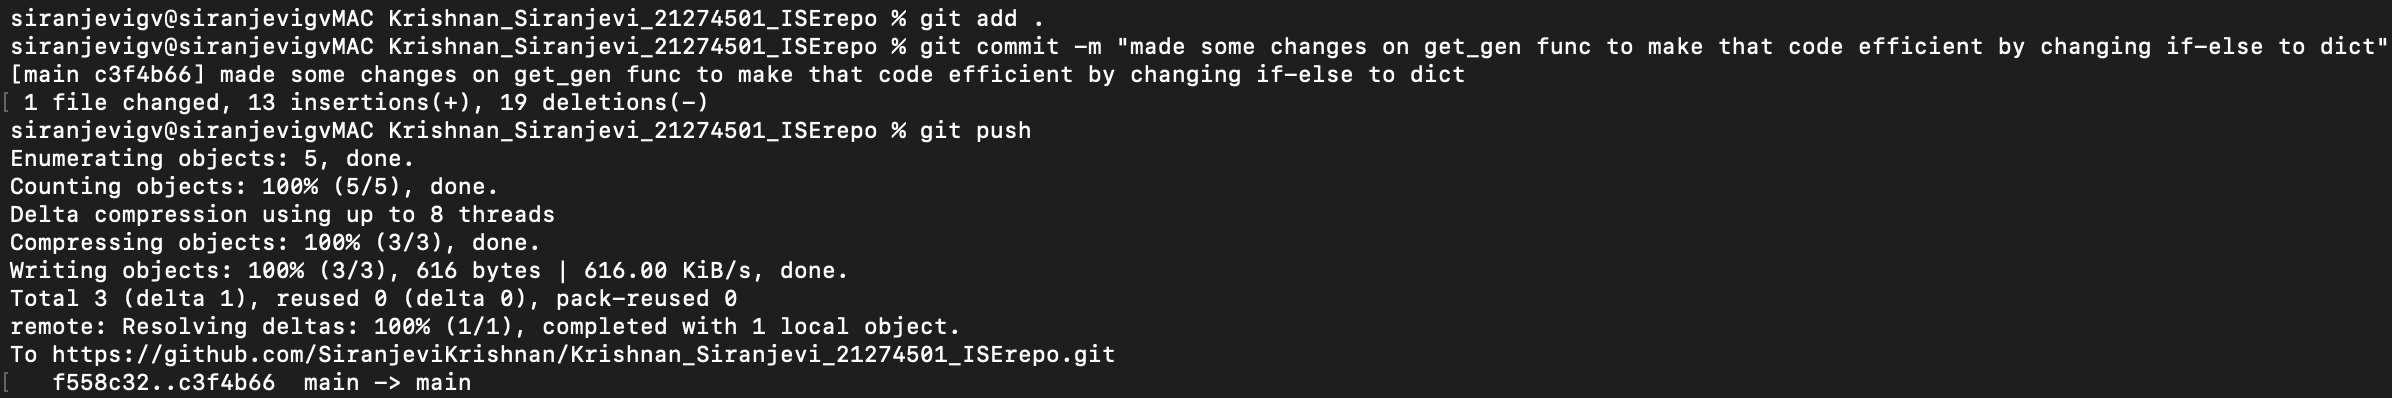 siranjevigv@siranjevigvMAC Krishnan_Siranjevi_21274501_ISErepo % git add .
siranjevigv@siranjevigvMAC Krishnan_Siranjevi_21274501_ISErepo % git commit -m "made some changes on get_gen func to make that code efficient by changing if-else to dict"
[main c3f4b66] made some changes on get_gen func to make that code efficient by changing if-else to dict
[ 1 file changed, 13 insertions(+), 19 deletions(-)
siranjevigv@siranjevigvMAC Krishnan_Siranjevi_21274501_ISErepo % git push
Enumerating objects: 5, done.
Counting objects: 100% (5/5), done.
Delta compression using up to 8 threads
Compressing objects: 100% (3/3), done.
Writing objects: 100% (3/3), 616 bytes | 616.00 KiB/s, done.
Total 3 (delta 1), reused 0 (delta 0), pack-reused 0
remote: Resolving deltas: 100% (1/1), completed with 1 local object.
To https://github.com/SiranjeviKrishnan/Krishnan_Siranjevi_21274501_ISErepo.git
[   f558c32..c3f4b66  main -> main